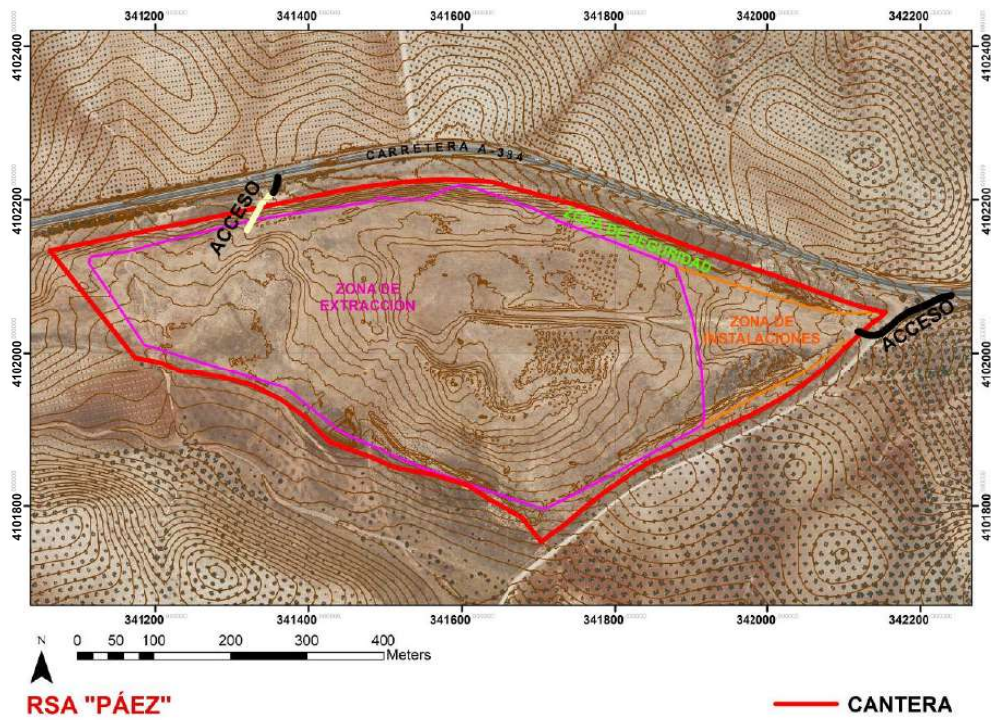 341200 341400 341600 341800 342000 342200
4102400 4102400
CARRETERA A-384
ACCESO
4102200 4102200
ZONA DE SEGURIDAD
ZONA DE
EXTRACCIÓN
ZONA DE
INSTALACIONES
ACCESO
4102000 4102000
4101800 4101800
341200 341400 341600 341800 342000 342200
N 0 50 100 200 300 400
Meters
RSA "PÁEZ" CANTERA